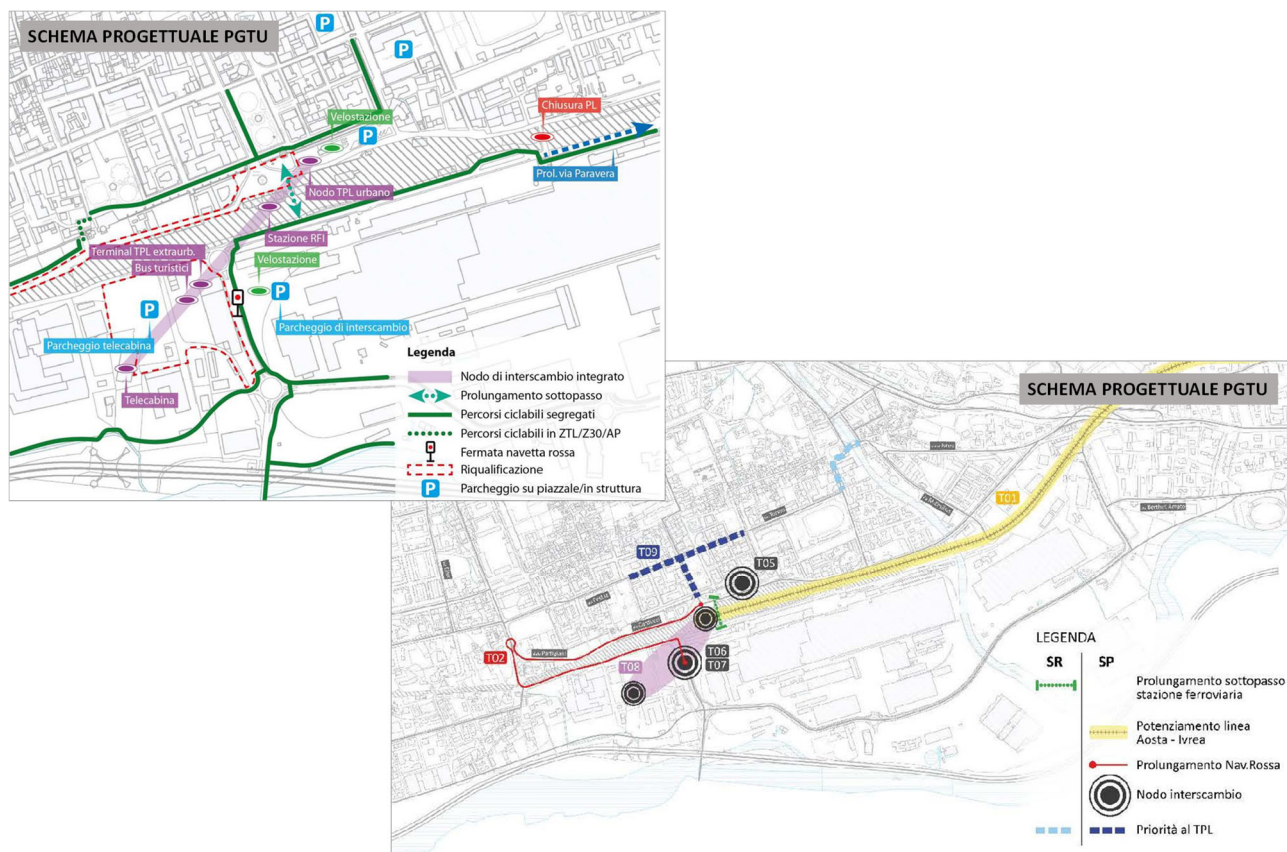 SCHEMA PROGETTUALE PGTU
P
P
Velostazione
P
Chiusura PL
Prol. via Paravera
Nodo TPL urbano
Stazione RFI
Terminal TPL extraurb.
Bus turistici
Velostazione
P
P
Parcheggio di interscambio
Parcheggio telecabina
Telecabina
Legenda
Nodo di interscambio integrato
Prolungamento sottopasso
Percorsi ciclabili segregati
Percorsi ciclabili in ZTL/Z30/AP
Fermata navetta rossa
Riqualificazione
P
Parcheggio su piazzale/in struttura
SCHEMA PROGETTUALE PGTU
T01
T09
T05
T02
T08
T06
T07
LEGENDA
SR
SP
Prolungamento sottopasso
stazione ferroviaria
Potenziamento linea
Aosta - Ivrea
Prolungamento Nav.Rossa
Nodo interscambio
Priorità al TPL